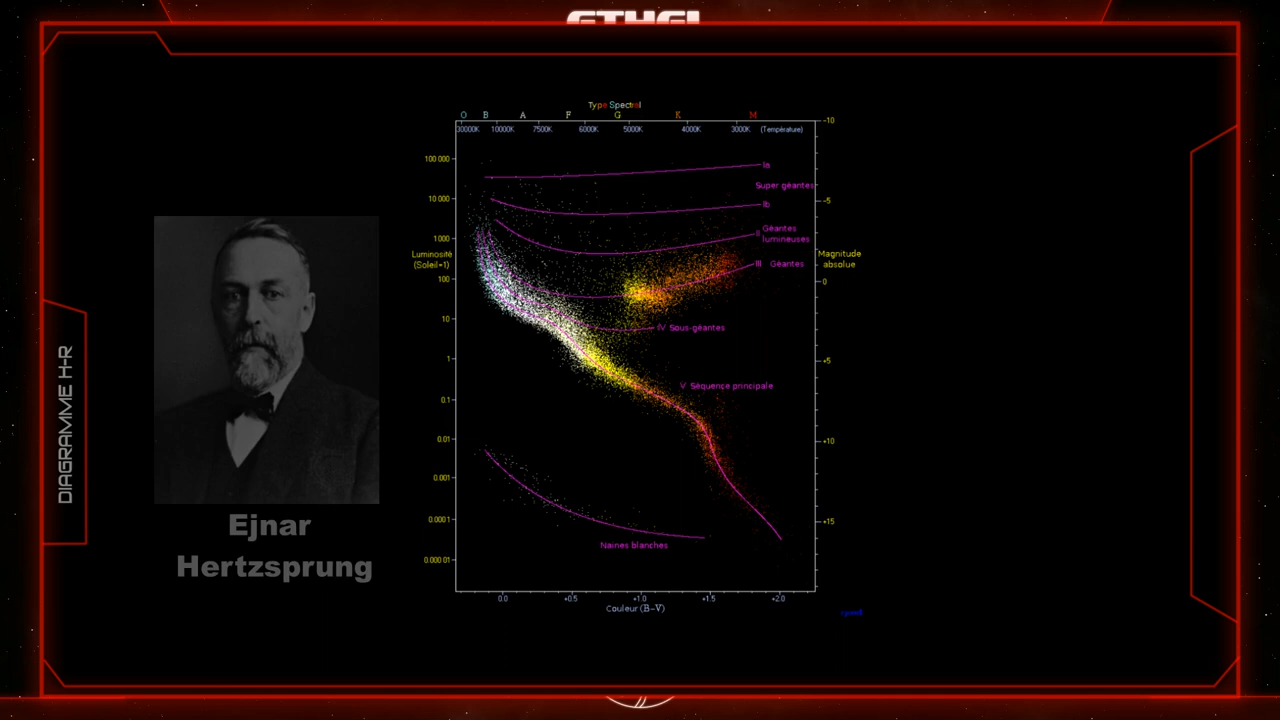 DIAGRAMME H-R
Ejnar
Hertzsprung
Type Spectral
O B A F G K M
30000K 10000K 7500K 6000K 5000K 4000K 3000K (Température)
-10
100 000
Ia
Super géantes
10 000
-5
Ib
1000
II Géantes
lumineuses
Luminosité
(Soleil=1)
Magnitude
absolue
III Géantes
100
0
10
IV Sous-géantes
1
+5
V Séquence principale
0.1
0.01
+10
0.001
0.0001
+15
Naines blanches
0.000 01
0.0 +0.5 +1.0 +1.5 +2.0
Couleur (B-V)